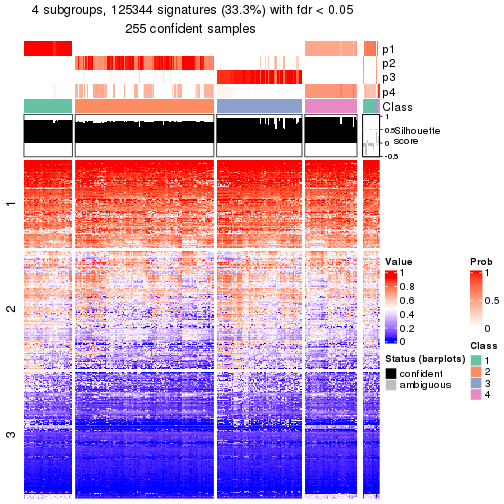 4 subgroups, 125344 signatures (33.3%) with fdr < 0.05
255 confident samples
p1
p2
p3
p4
Class
1
0.5
0
-0.5
Silhouette
score
1
2
3
Value
1
0.8
0.6
0.4
0.2
0
Prob
1
0.5
0
Status (barplots)
confident
ambiguous
Class
1
2
3
4